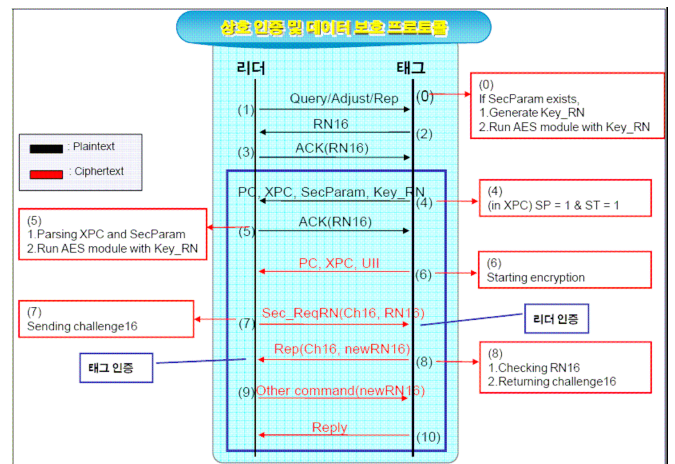 상호 인증 및 데이터 보호 프로토콜
리더
태그
(0)
If SecParam exists,
1.Generate Key_RN
2.Run AES module with Key_RN
Query/Adjust/Rep
(0)
(1)
RN16
(2)
(3)
ACK(RN16)
: Plaintext
: Ciphertext
PC, XPC, SecParam, Key_RN
(4)
(4)
(in XPC) SP = 1 & ST = 1
(5)
1.Parsing XPC and SecParam
2.Run AES module with Key_RN
ACK(RN16)
(5)
PC, XPC, UII
(6)
(6)
Starting encryption
(7)
Sending challenge16
Sec_ReqRN(Ch16, RN16)
(7)
리더 인증
Rep(Ch16, newRN16)
(8)
태그 인증
(8)
1.Checking RN16
2.Returning challenge16
(9)
Other command(newRN16)
Reply
(10)